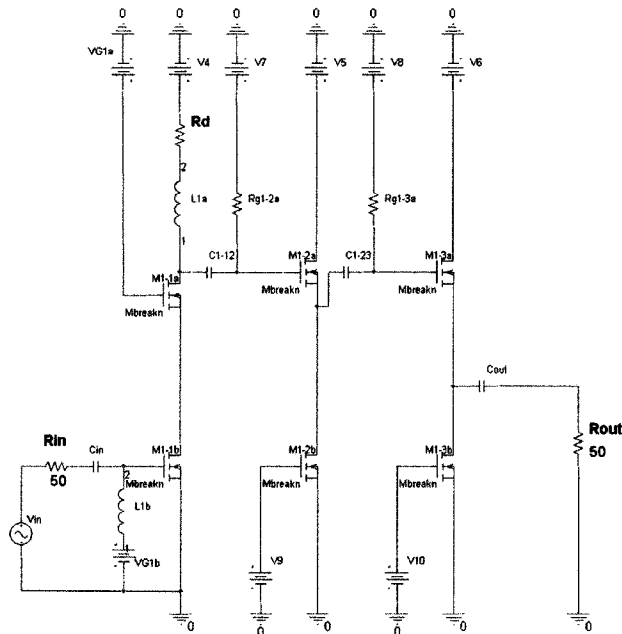 0 0 0 0 0 0
VG1a V4 V7 V5 V8 V6
Rd
2
L1a
Rg1-2a
Rg1-3a
1
M1-1a
C1-12
M1-2a
C1-23
M1-3a
Mbreakn
Mbreakn
Mbreakn
Cout
Rin
Cin
M1-1b
M1-2b
M1-3b
Rout
50
2
Mbreakn
Mbreakn
Mbreakn
50
L1b
Vin
VG1b
V9
V10
0 0 0 0 0 0